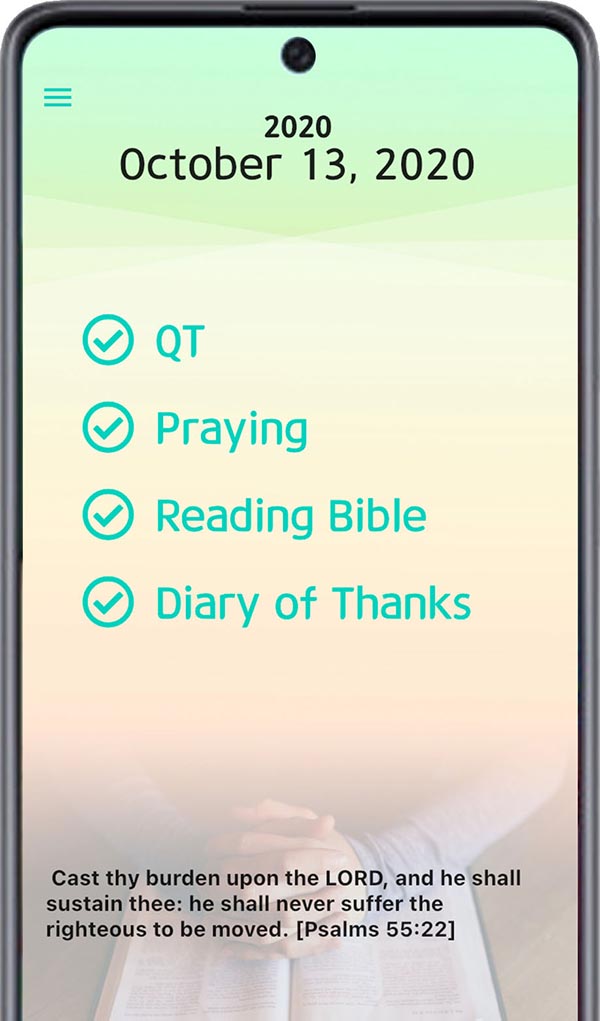 2020
October 13, 2020
QT
Praying
Reading Bible
Diary of Thanks
Cast thy burden upon the LORD, and he shall
sustain thee: he shall never suffer the
righteous to be moved. [Psalms 55:22]